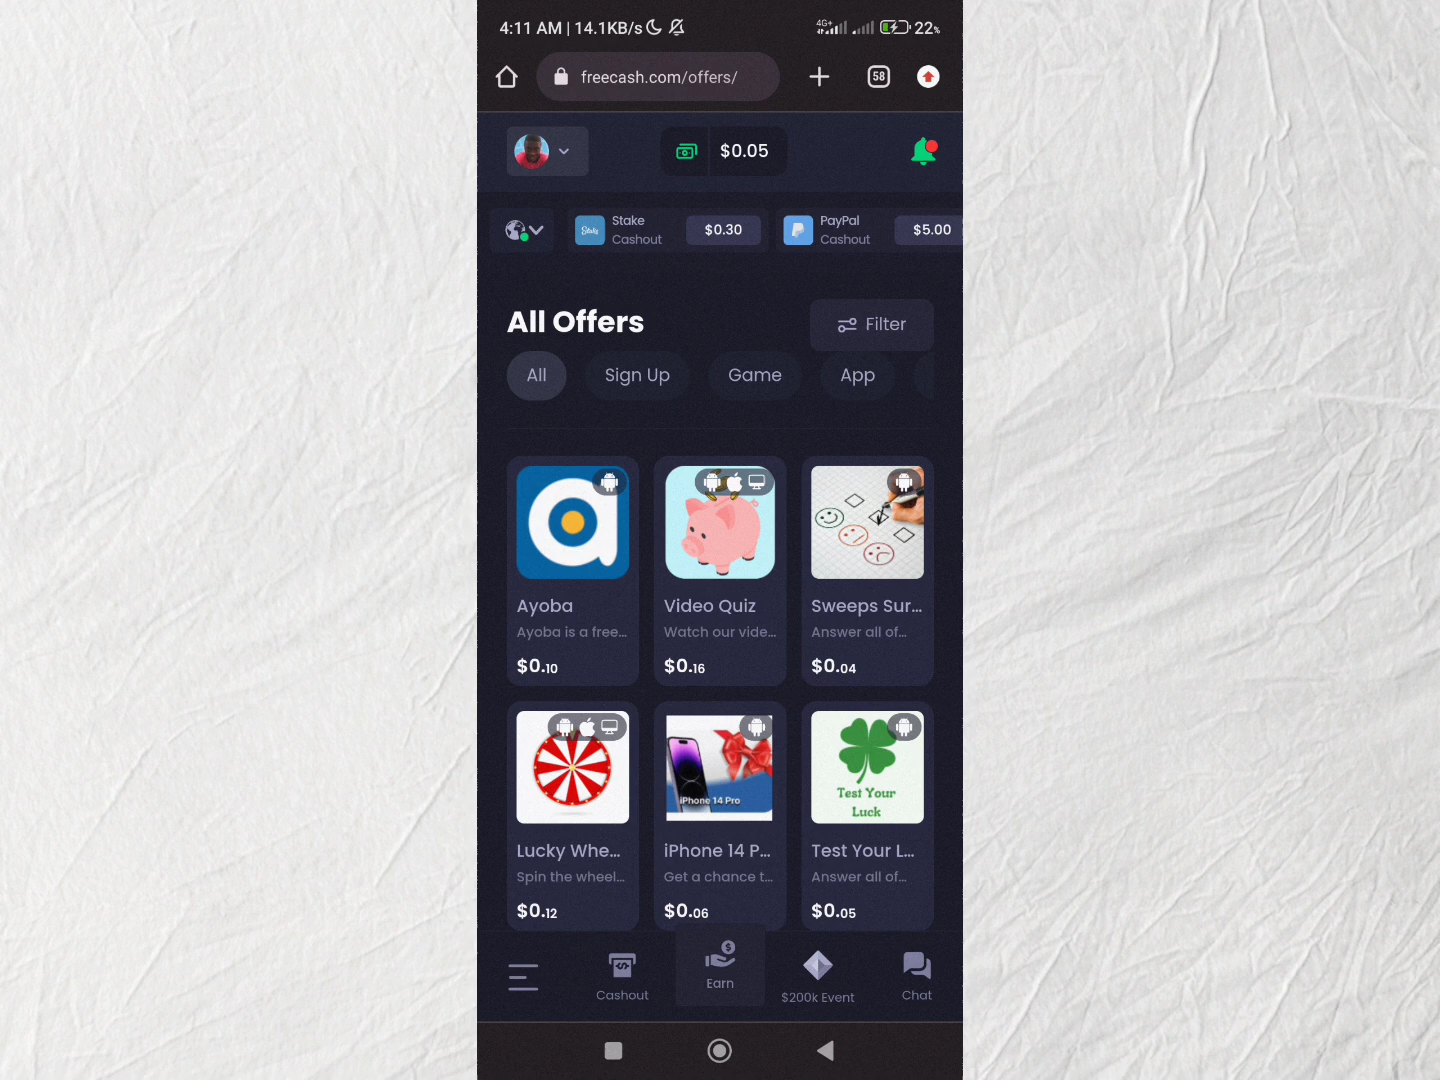 4:11 AM | 14.1KB/s 4G+ 22%
freecash.com/offers/ 58
$0.05
Stake
Cashout
$0.30
PayPal
Cashout
$5.00
All Offers
Filter
All Sign Up Game App
Ayoba
Ayoba is a free...
$0.10
Video Quiz
Watch our vide...
$0.16
Sweeps Sur...
Answer all of...
$0.04
Lucky Whe...
Spin the wheel...
$0.12
iPhone 14 Pro
iPhone 14 P...
Get a chance t...
$0.06
Test Your
Luck
Test Your L...
Answer all of...
$0.05
Cashout
Earn
$200k Event
Chat